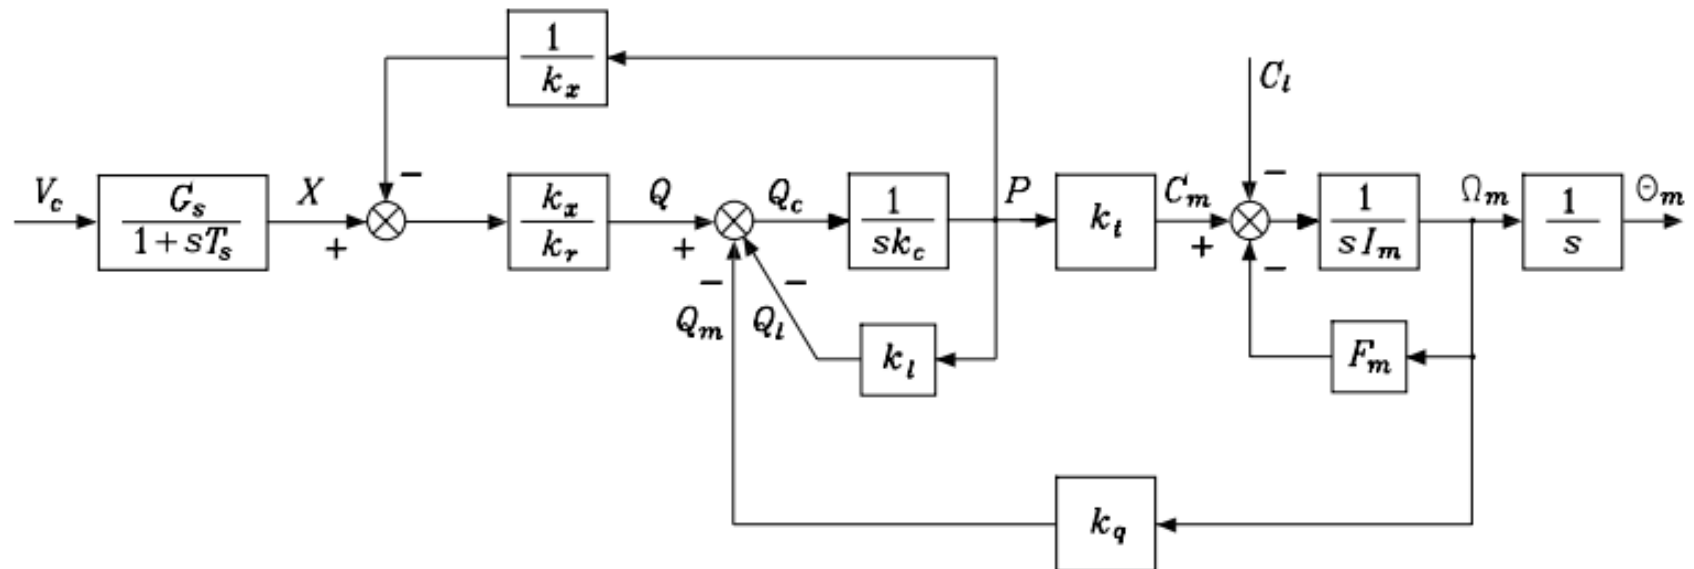 1
k_x
C_l
V_c
G_s
1+sT_s
X
−
+
k_x
k_r
Q
+
Q_c
1
sk_c
P
k_t
C_m
+
−
1
sI_m
Ω_m
1
s
Θ_m
−
Q_m
−
Q_l
k_l
−
F_m
k_q